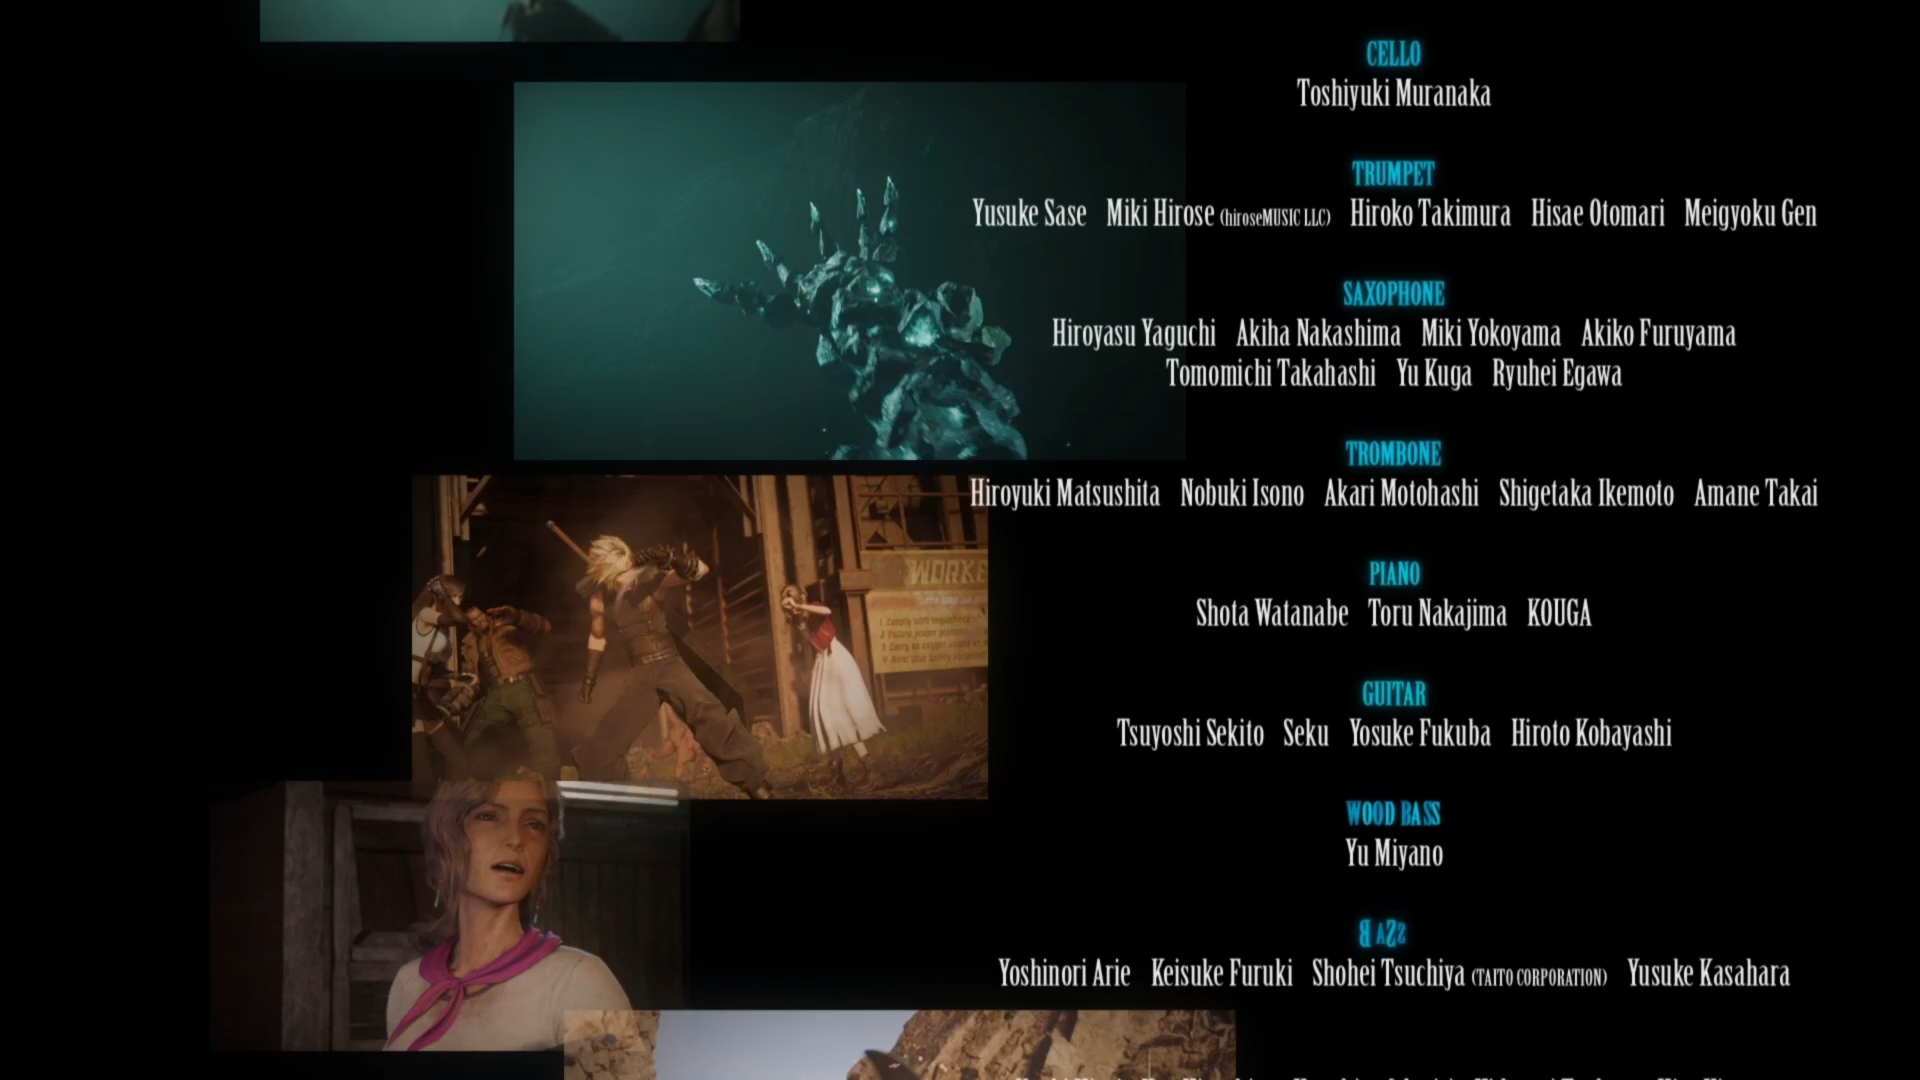 CELLO
Toshiyuki Muranaka
TRUMPET
Yusuke Sase Miki Hirose (hiroseMUSIC LLC) Hiroko Takimura Hisae Otomari Meigyoku Gen
SAXOPHONE
Hiroyasu Yaguchi Akiha Nakashima Miki Yokoyama Akiko Furuyama
Tomomichi Takahashi Yu Kuga Ryuhei Egawa
TROMBONE
Hiroyuki Matsushita Nobuki Isono Akari Motohashi Shigetaka Ikemoto Amane Takai
WORKE
PIANO
Shota Watanabe Toru Nakajima KOUGA
GUITAR
Tsuyoshi Sekito Seku Yosuke Fukuba Hiroto Kobayashi
WOOD BASS
Yu Miyano
BASS
Yoshinori Arie Keisuke Furuki Shohei Tsuchiya (TAITO CORPORATION) Yusuke Kasahara